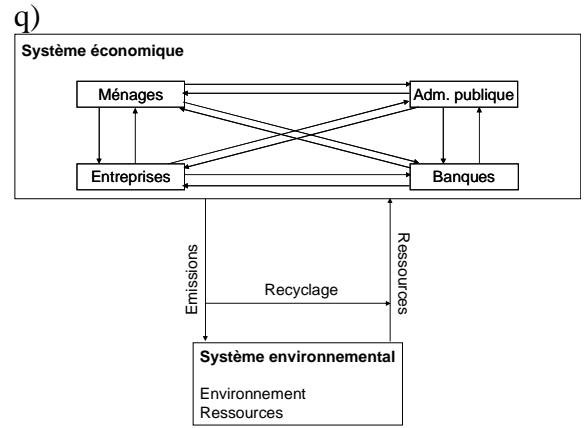 q)
Système économique
Ménages
Adm. publique
Entreprises
Banques
Emissions
Ressources
Recyclage
Système environnemental
Environnement
Ressources